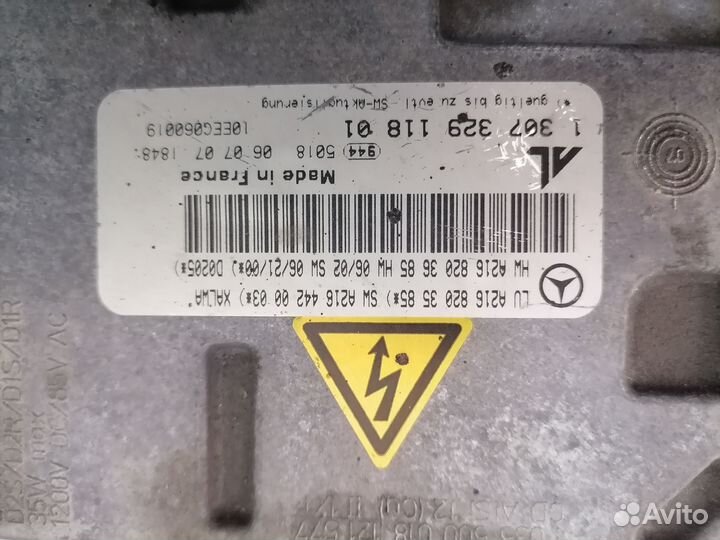 LU A216 820 35 85*) SW A216 442 00 03*) XALWA*
HW A216 820 36 85 HW 06/02 SW 06/21/00*) D0205*
Made in France
944 5018 06 07 07 1848
AL 1 307 329 118 01 10EEG060019
*) gueltig bis zu evtl. SW-Aktualisierung
07
D2S/D2R/D1S/D1R
35W max
1200V DC/85V AC
Avito